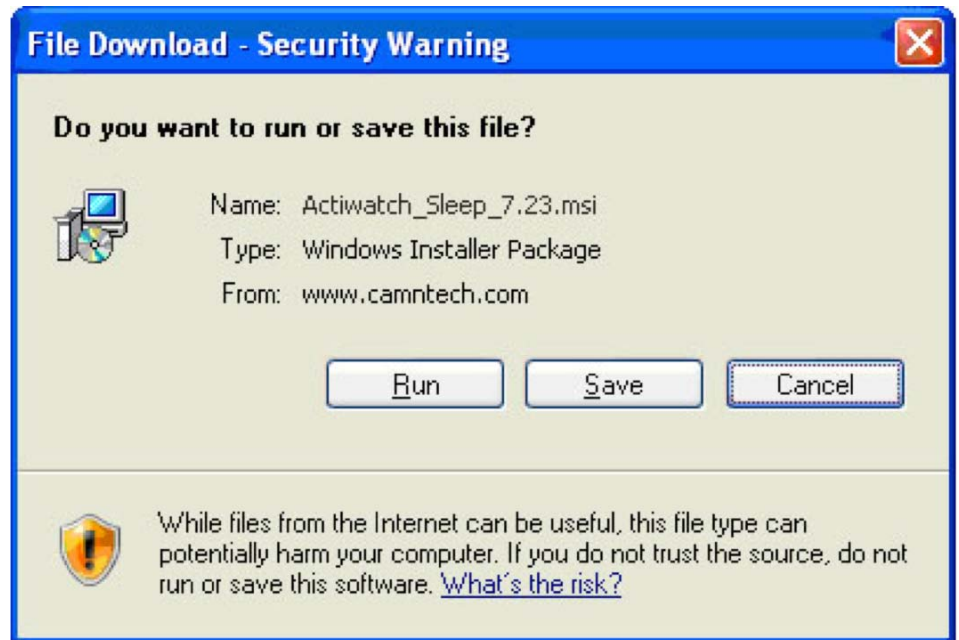 File Download - Security Warning
Do you want to run or save this file?
Name: Actiwatch_Sleep_7.23.msi
Type: Windows Installer Package
From: www.camntech.com
Run Save Cancel
While files from the Internet can be useful, this file type can
potentially harm your computer. If you do not trust the source, do not
run or save this software. What´s the risk?